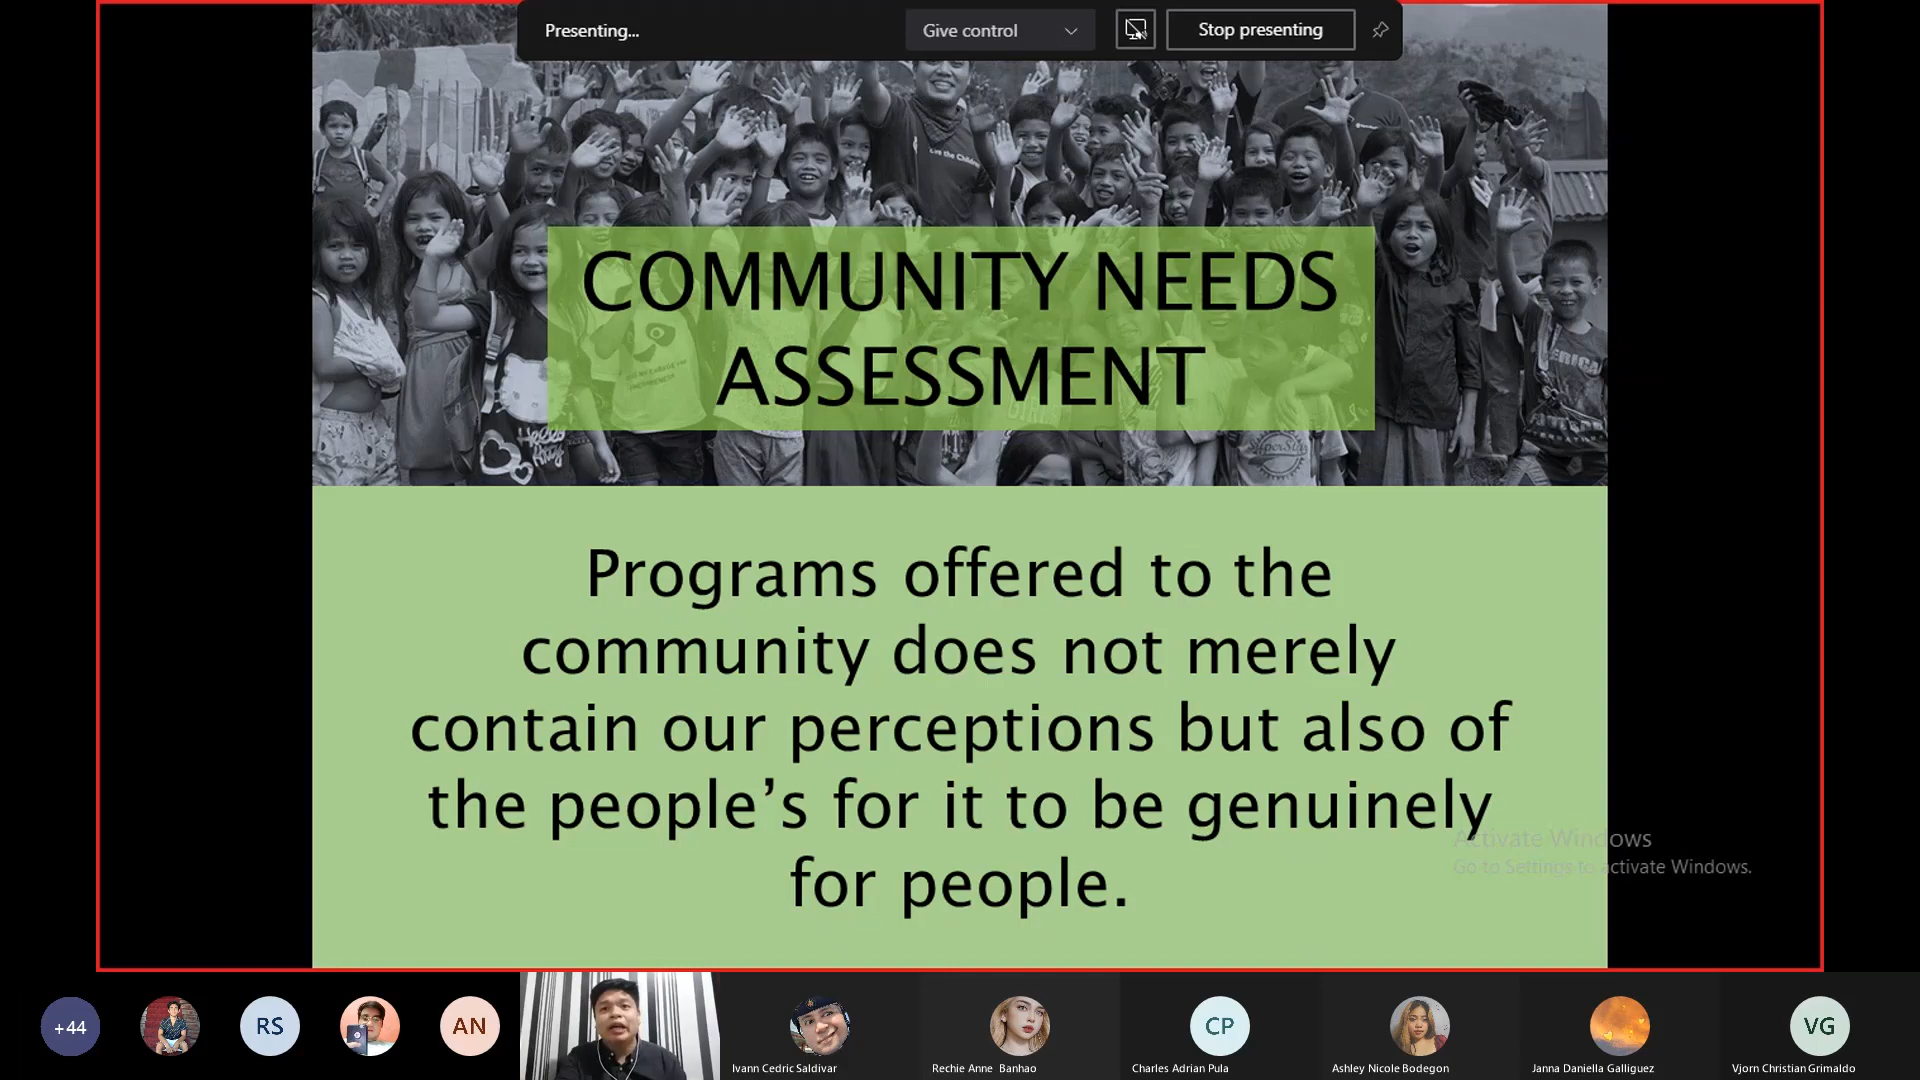 Presenting...
Give control
Stop presenting
COMMUNITY NEEDS
ASSESSMENT
Programs offered to the
community does not merely
contain our perceptions but also of
the people’s for it to be genuinely
for people.
Activate Windows
Go to Settings to activate Windows.
+44
RS
AN
CP
VG
Ivann Cedric Saldivar
Rechie Anne Banhao
Charles Adrian Pula
Ashley Nicole Bodegon
Janna Daniella Galliguez
Vjorn Christian Grimaldo